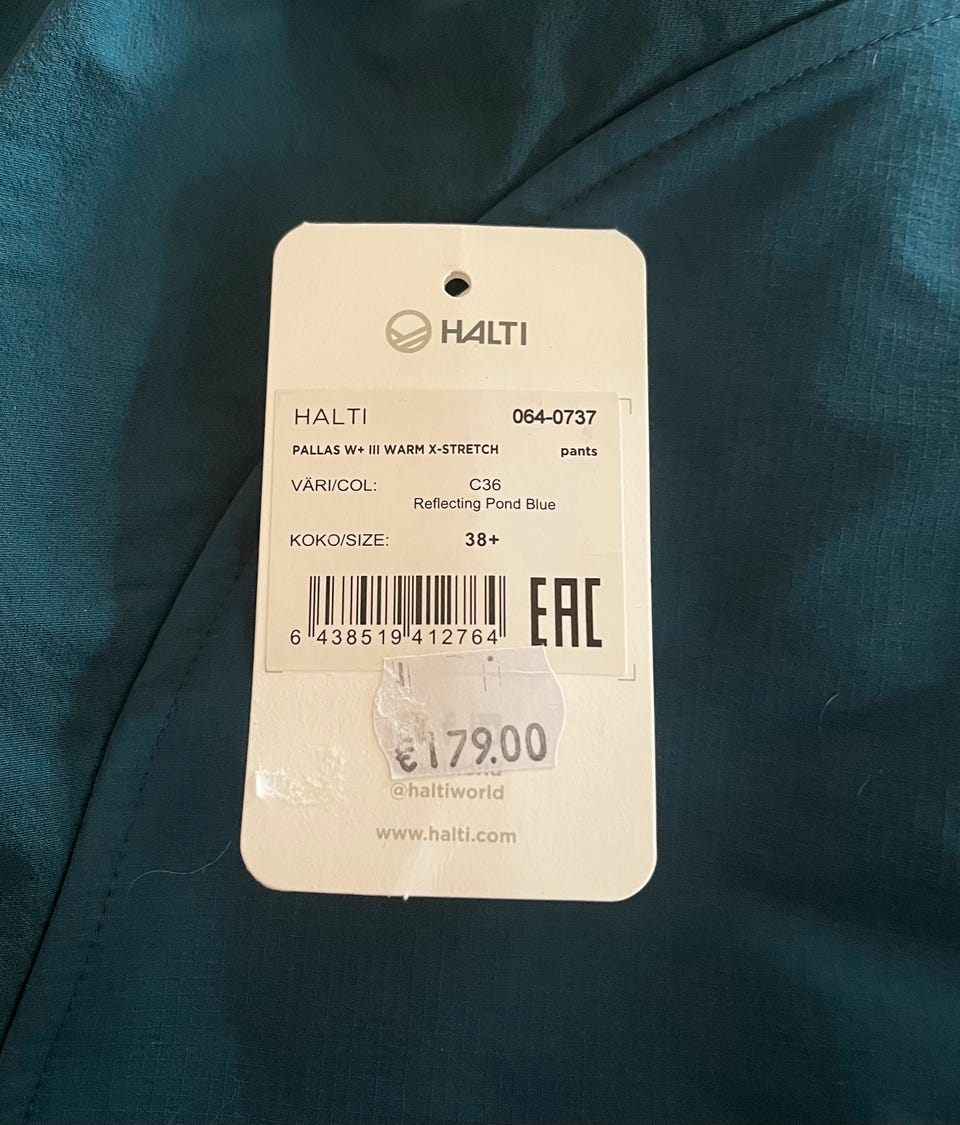 HALTI
HALTI 064-0737
PALLAS W+ III WARM X-STRETCH pants
VÄRI/COL: C36
Reflecting Pond Blue
KOKO/SIZE: 38+
6 438519 412764
EAC
€179.00
@haltiworld
www.halti.com